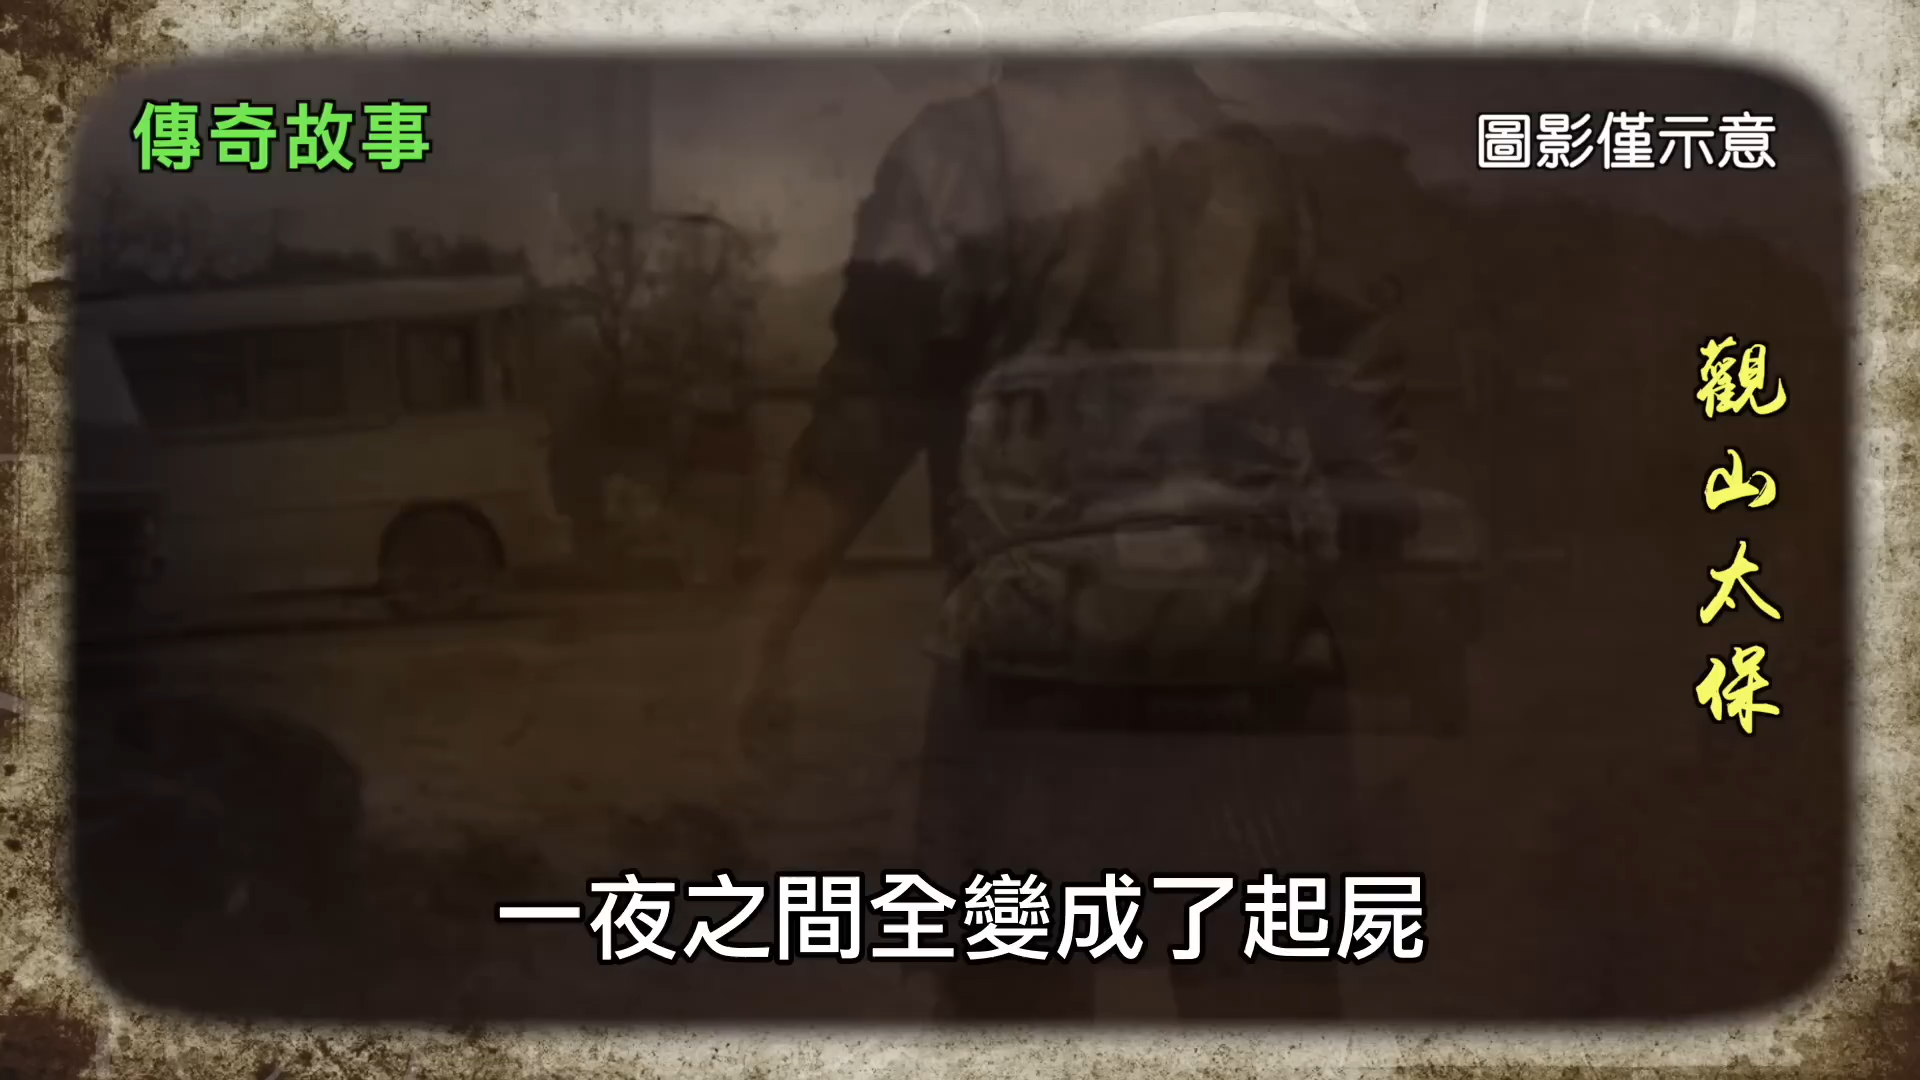 傳奇故事
圖影僅示意
觀山太保
一夜之間全變成了起屍